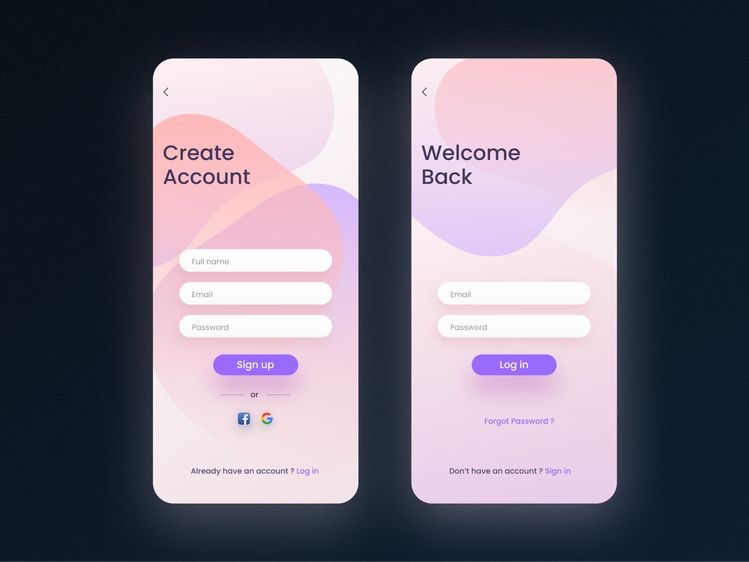 Create
Account
Full name
Email
Password
Sign up
or
Already have an account ? Log in
Welcome
Back
Email
Password
Log in
Forgot Password ?
Don't have an account ? Sign in